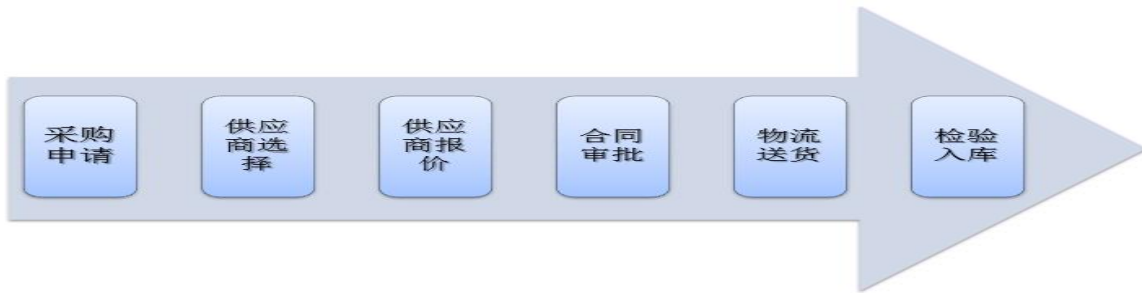 采购
申请
供应
商选
择
供应
商报
价
合同
审批
物流
送货
检验
入库